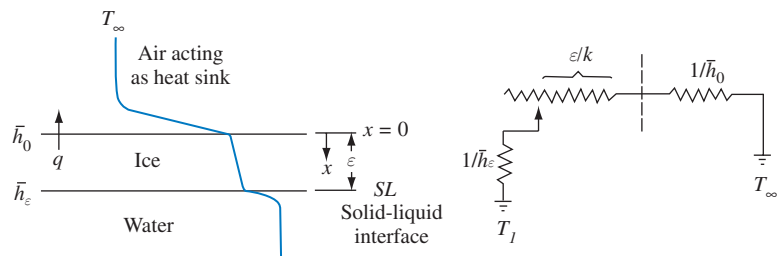 T∞
Air acting
as heat sink
h̄₀
q
Ice
x = 0
x
ε
h̄ε
SL
Solid-liquid
interface
Water
ε/k
1/h̄₀
1/h̄ε
T∞
T₁